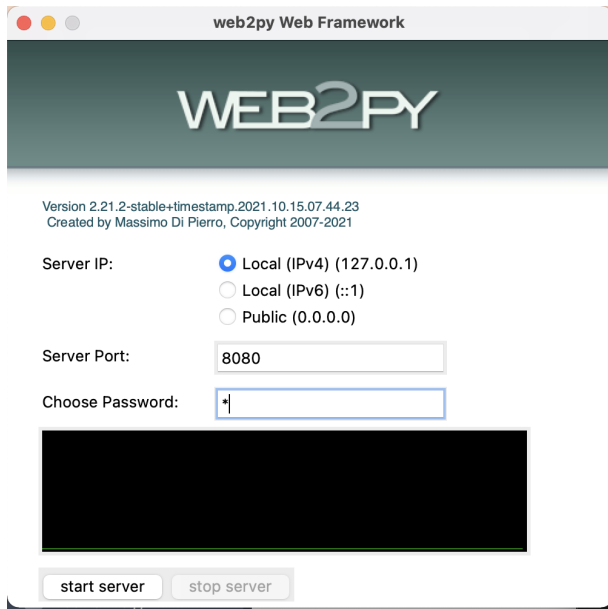 web2py Web Framework
WEB2PY
Version 2.21.2-stable+timestamp.2021.10.15.07.44.23
Created by Massimo Di Pierro, Copyright 2007-2021
Server IP: Local (IPv4) (127.0.0.1)
Local (IPv6) (::1)
Public (0.0.0.0)
Server Port: 8080
Choose Password: *
start server stop server